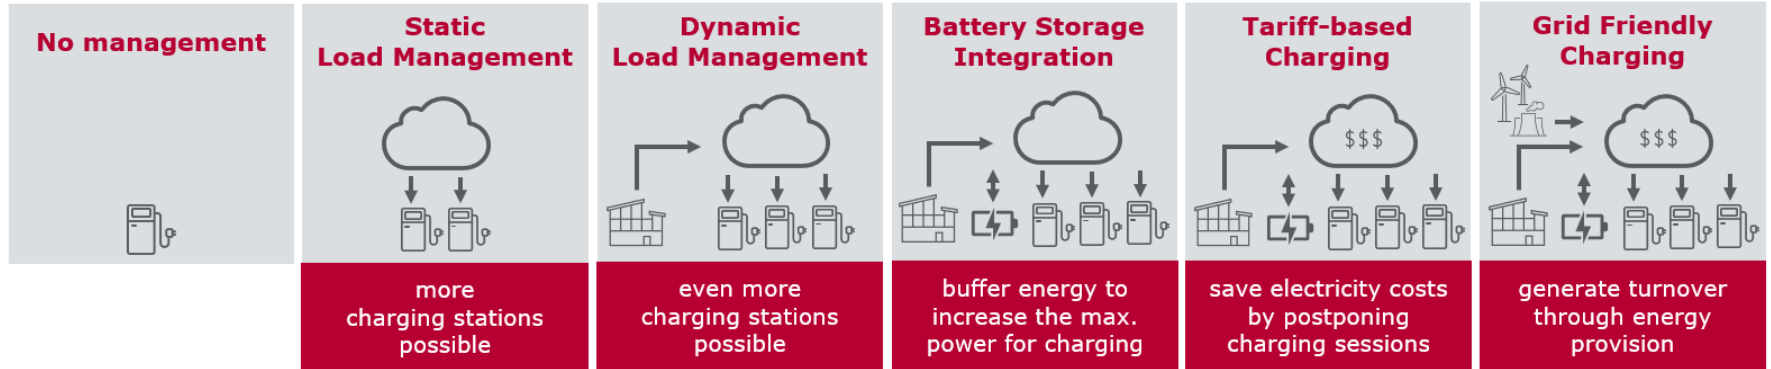 No management
Static
Load Management
more
charging stations
possible
Dynamic
Load Management
even more
charging stations
possible
Battery Storage
Integration
buffer energy to
increase the max.
power for charging
Tariff-based
Charging
$$$
save electricity costs
by postponing
charging sessions
Grid Friendly
Charging
$$$
generate turnover
through energy
provision